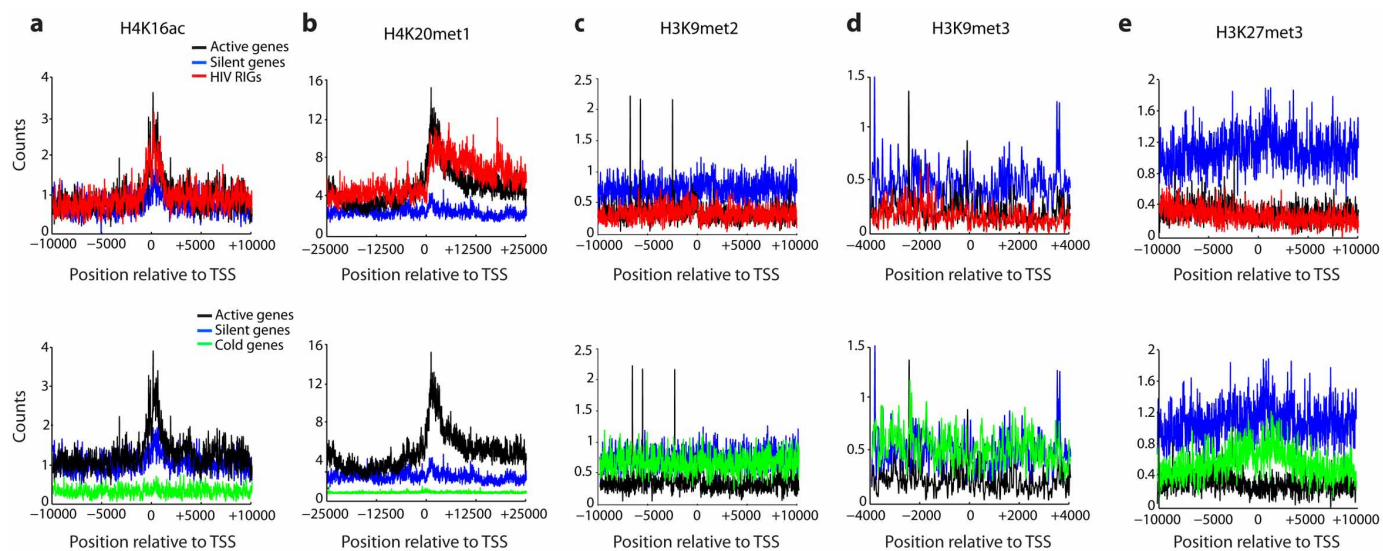 a H4K16ac
Active genes
Silent genes
HIV RIGs
Counts
4
3
2
1
0
−10000 −5000 0 +5000 +10000
Position relative to TSS
b H4K20met1
16
12
8
4
0
−25000 −12500 0 +12500 +25000
Position relative to TSS
c H3K9met2
2.5
2
1.5
1
0.5
0
−10000 −5000 0 +5000 +10000
Position relative to TSS
d H3K9met3
1.5
1
0.5
0
−4000 −2000 0 +2000 +4000
Position relative to TSS
e H3K27met3
2
1.6
1.2
0.8
0.4
0
−10000 −5000 0 +5000 +10000
Position relative to TSS
Active genes
Silent genes
Cold genes
Counts
4
3
2
1
0
−10000 −5000 0 +5000 +10000
Position relative to TSS
16
12
8
4
0
−25000 −12500 0 +12500 +25000
Position relative to TSS
2.5
2
1.5
1
0.5
0
−10000 −5000 0 +5000 +10000
Position relative to TSS
1.5
1
0.5
0
−4000 −2000 0 +2000 +4000
Position relative to TSS
2
1.6
1.2
0.8
0.4
0
−10000 −5000 0 +5000 +10000
Position relative to TSS